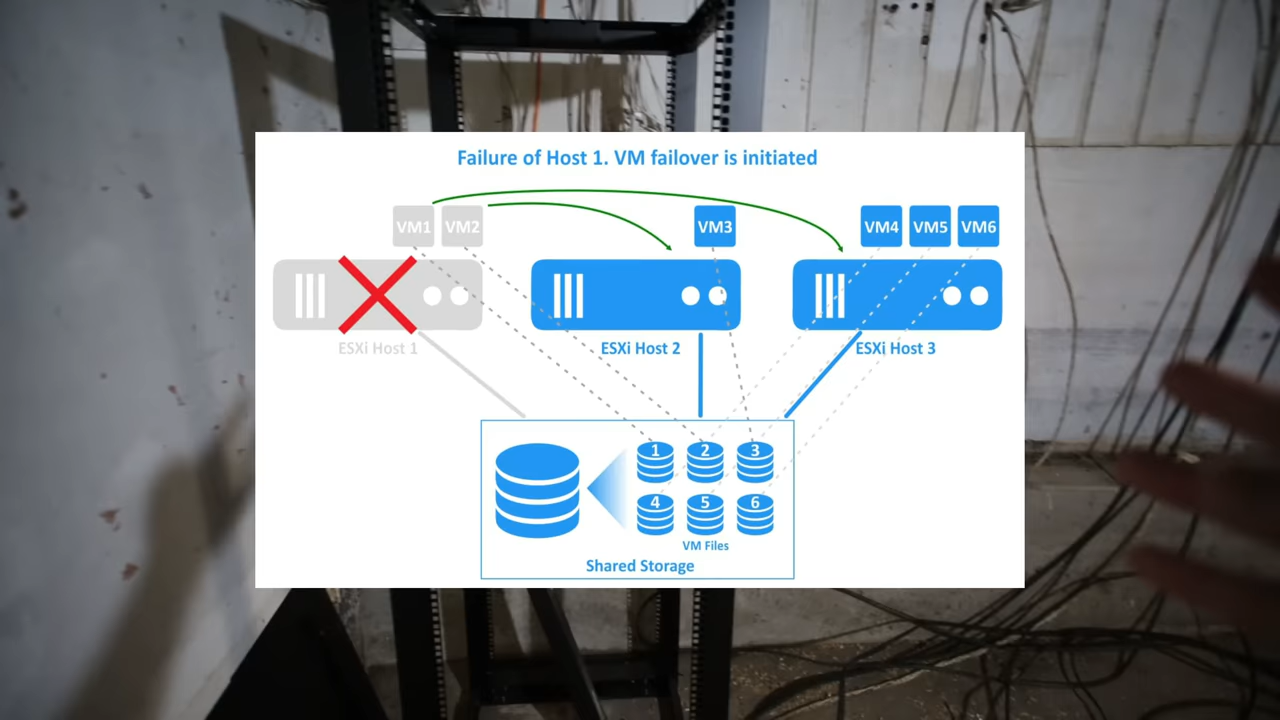 Failure of Host 1. VM failover is initiated
VM1 VM2 VM3 VM4 VM5 VM6
ESXi Host 1 ESXi Host 2 ESXi Host 3
1 2 3
4 5 6
VM Files
Shared Storage